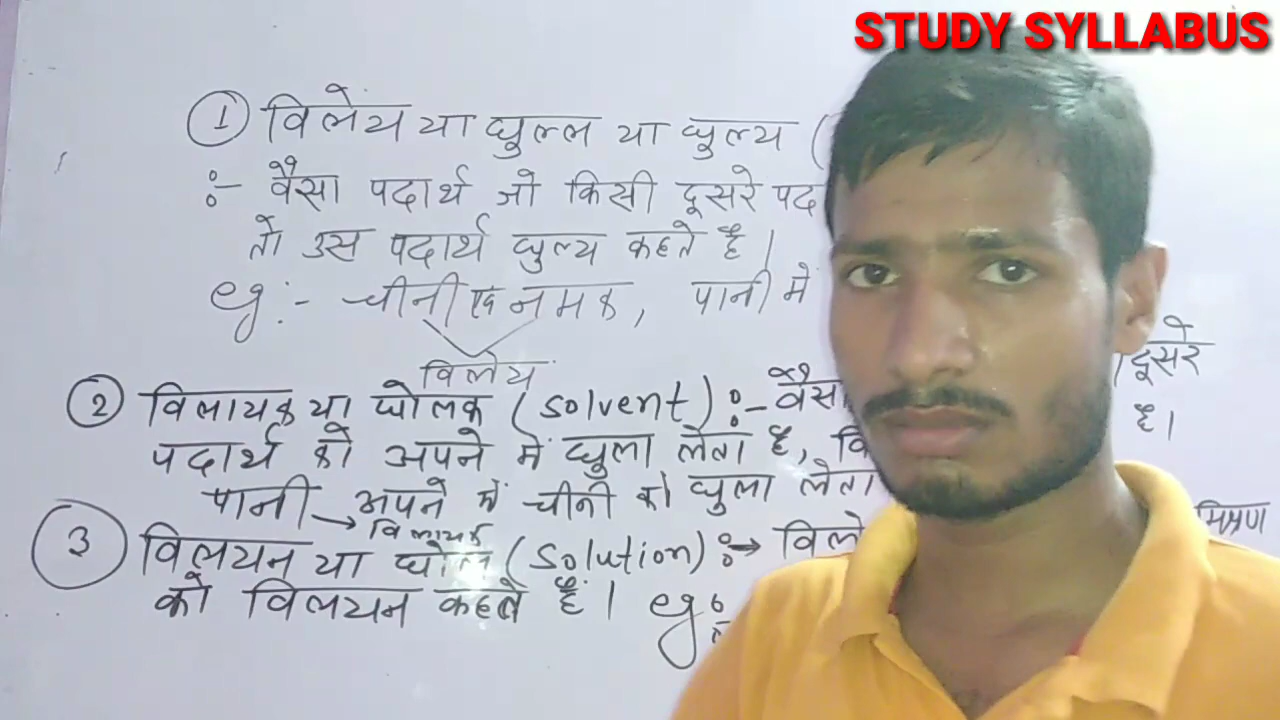 STUDY SYLLABUS
① विलेय या घुल्ल या घुल्य (
:- वैसा पदार्थ जो किसी दूसरे पद
तो उस पदार्थ घुल्य कहते है।
eg:- चीनी एवं नमक, पानी में
विलेय
② विलायक या घोलक (solvent) :- वैसा दूसरे
पदार्थ को अपने में घुला लेता है, वि है।
पानी → अपने में चीनी को घुला लेता
विलायक
③ विलयन या घोल (solution) :→ विले मिश्रण
को विलयन कहते हैं। eg: